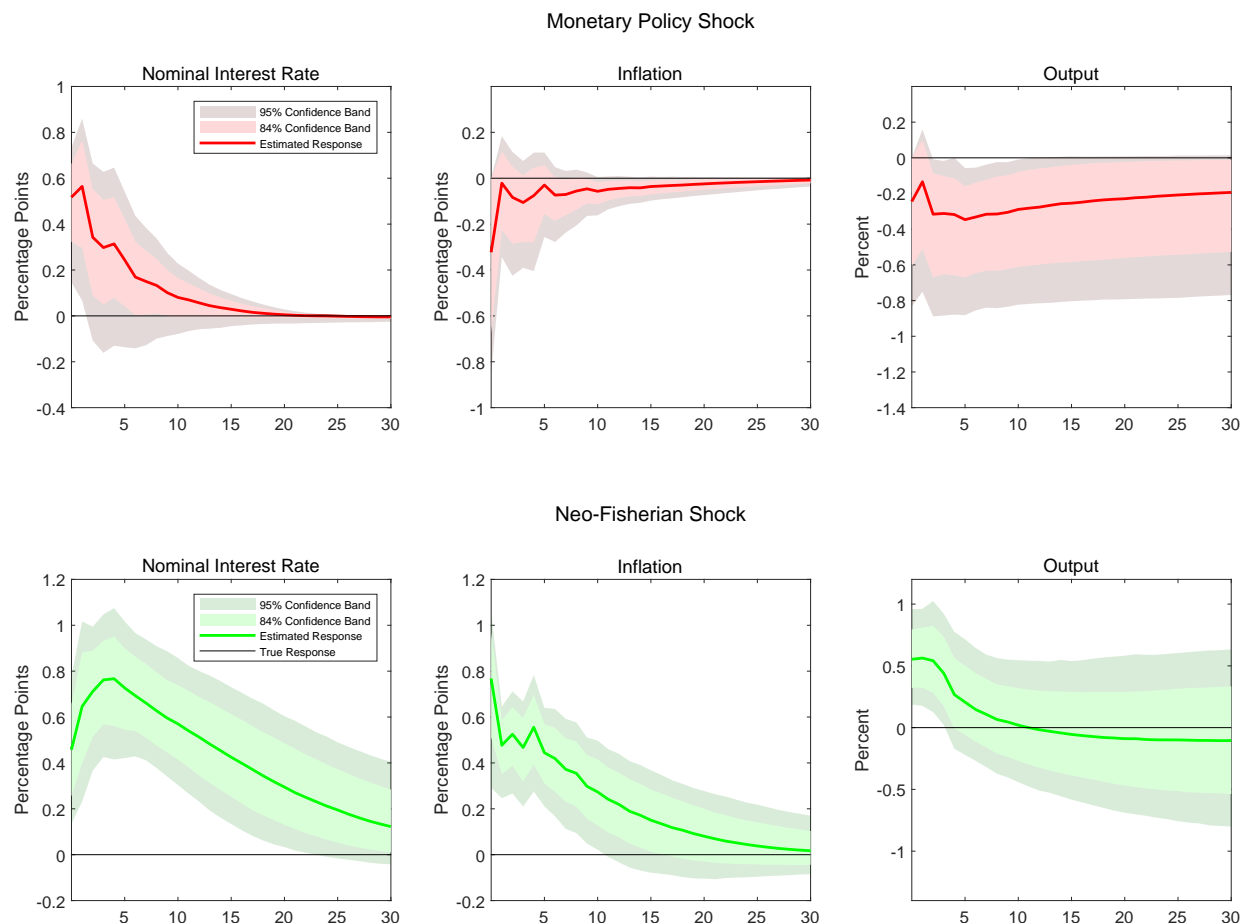 Monetary Policy Shock
Nominal Interest Rate
Percentage Points
1
0.8
0.6
0.4
0.2
0
-0.2
-0.4
5 10 15 20 25 30
95% Confidence Band
84% Confidence Band
Estimated Response
Inflation
Percentage Points
0.2
0
-0.2
-0.4
-0.6
-0.8
-1
5 10 15 20 25 30
Output
Percent
0.2
0
-0.2
-0.4
-0.6
-0.8
-1
-1.2
-1.4
5 10 15 20 25 30
Neo-Fisherian Shock
Nominal Interest Rate
Percentage Points
1.2
1
0.8
0.6
0.4
0.2
0
-0.2
5 10 15 20 25 30
95% Confidence Band
84% Confidence Band
Estimated Response
True Response
Inflation
Percentage Points
1.2
1
0.8
0.6
0.4
0.2
0
-0.2
5 10 15 20 25 30
Output
Percent
1
0.5
0
-0.5
-1
5 10 15 20 25 30